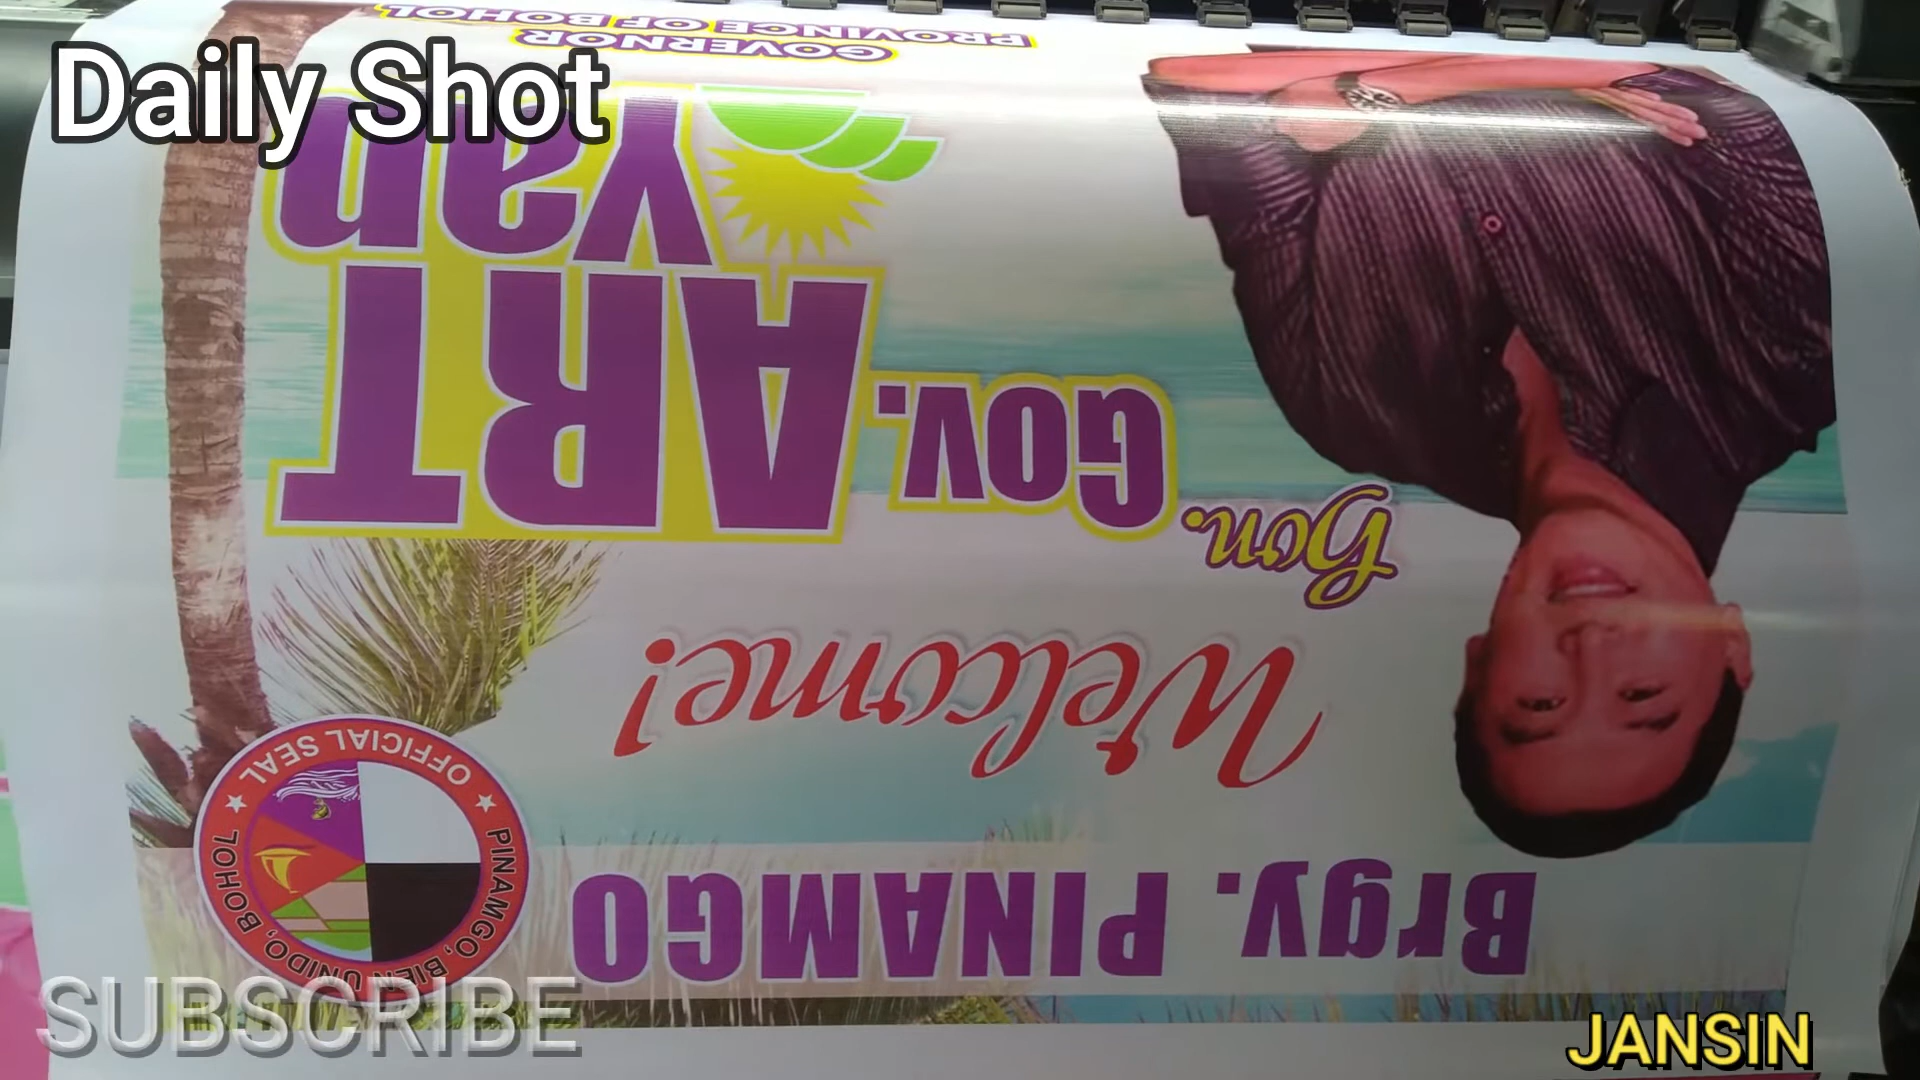 Daily Shot
Brgy. PINAMGO
Welcome!
Hon.
Gov. ART
Yap
GOVERNOR
PROVINCE OF BOHOL
OFFICIAL SEAL
PINAMGO, BIEN UNIDO, BOHOL
SUBSCRIBE
JANSIN